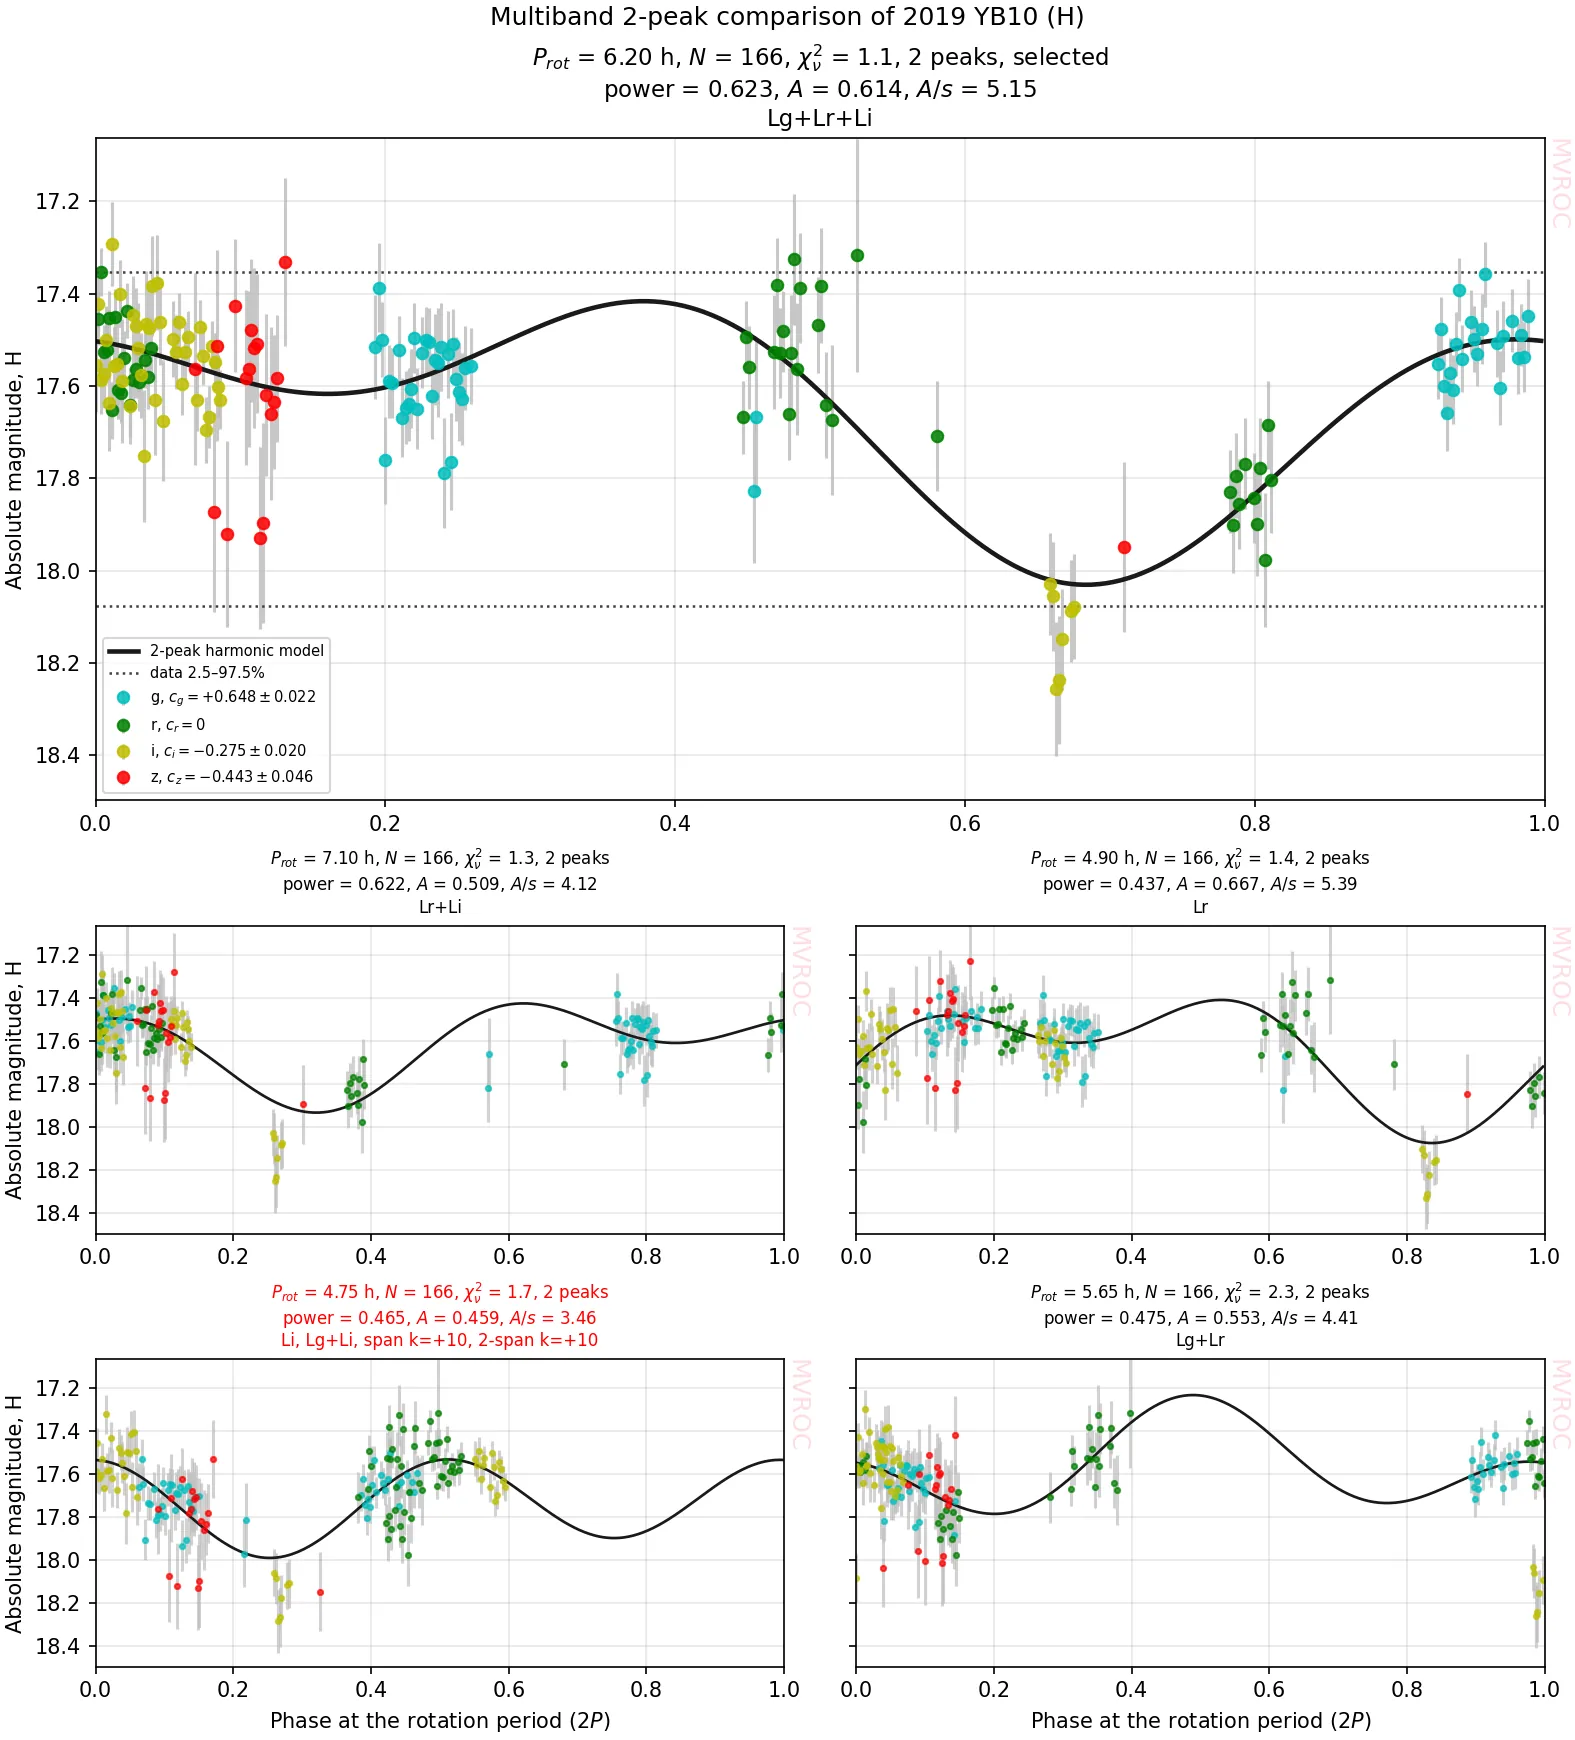 Multiband 2-peak comparison of 2019 YB10 (H)
P_rot = 6.20 h, N = 166, χ²_ν = 1.1, 2 peaks, selected
power = 0.623, A = 0.614, A/s = 5.15
Lg+Lr+Li
MVROC
Absolute magnitude, H
17.2
17.4
17.6
17.8
18.0
18.2
18.4
2-peak harmonic model
data 2.5–97.5%
g, c_g = +0.648 ± 0.022
r, c_r = 0
i, c_i = −0.275 ± 0.020
z, c_z = −0.443 ± 0.046
0.0 0.2 0.4 0.6 0.8 1.0
P_rot = 7.10 h, N = 166, χ²_ν = 1.3, 2 peaks
power = 0.622, A = 0.509, A/s = 4.12
Lr+Li
MVROC
Absolute magnitude, H
17.2
17.4
17.6
17.8
18.0
18.2
18.4
0.0 0.2 0.4 0.6 0.8 1.0
P_rot = 4.90 h, N = 166, χ²_ν = 1.4, 2 peaks
power = 0.437, A = 0.667, A/s = 5.39
Lr
MVROC
0.0 0.2 0.4 0.6 0.8 1.0
P_rot = 4.75 h, N = 166, χ²_ν = 1.7, 2 peaks
power = 0.465, A = 0.459, A/s = 3.46
Li, Lg+Li, span k=+10, 2-span k=+10
MVROC
Absolute magnitude, H
17.2
17.4
17.6
17.8
18.0
18.2
18.4
0.0 0.2 0.4 0.6 0.8 1.0
Phase at the rotation period (2P)
P_rot = 5.65 h, N = 166, χ²_ν = 2.3, 2 peaks
power = 0.475, A = 0.553, A/s = 4.41
Lg+Lr
MVROC
0.0 0.2 0.4 0.6 0.8 1.0
Phase at the rotation period (2P)